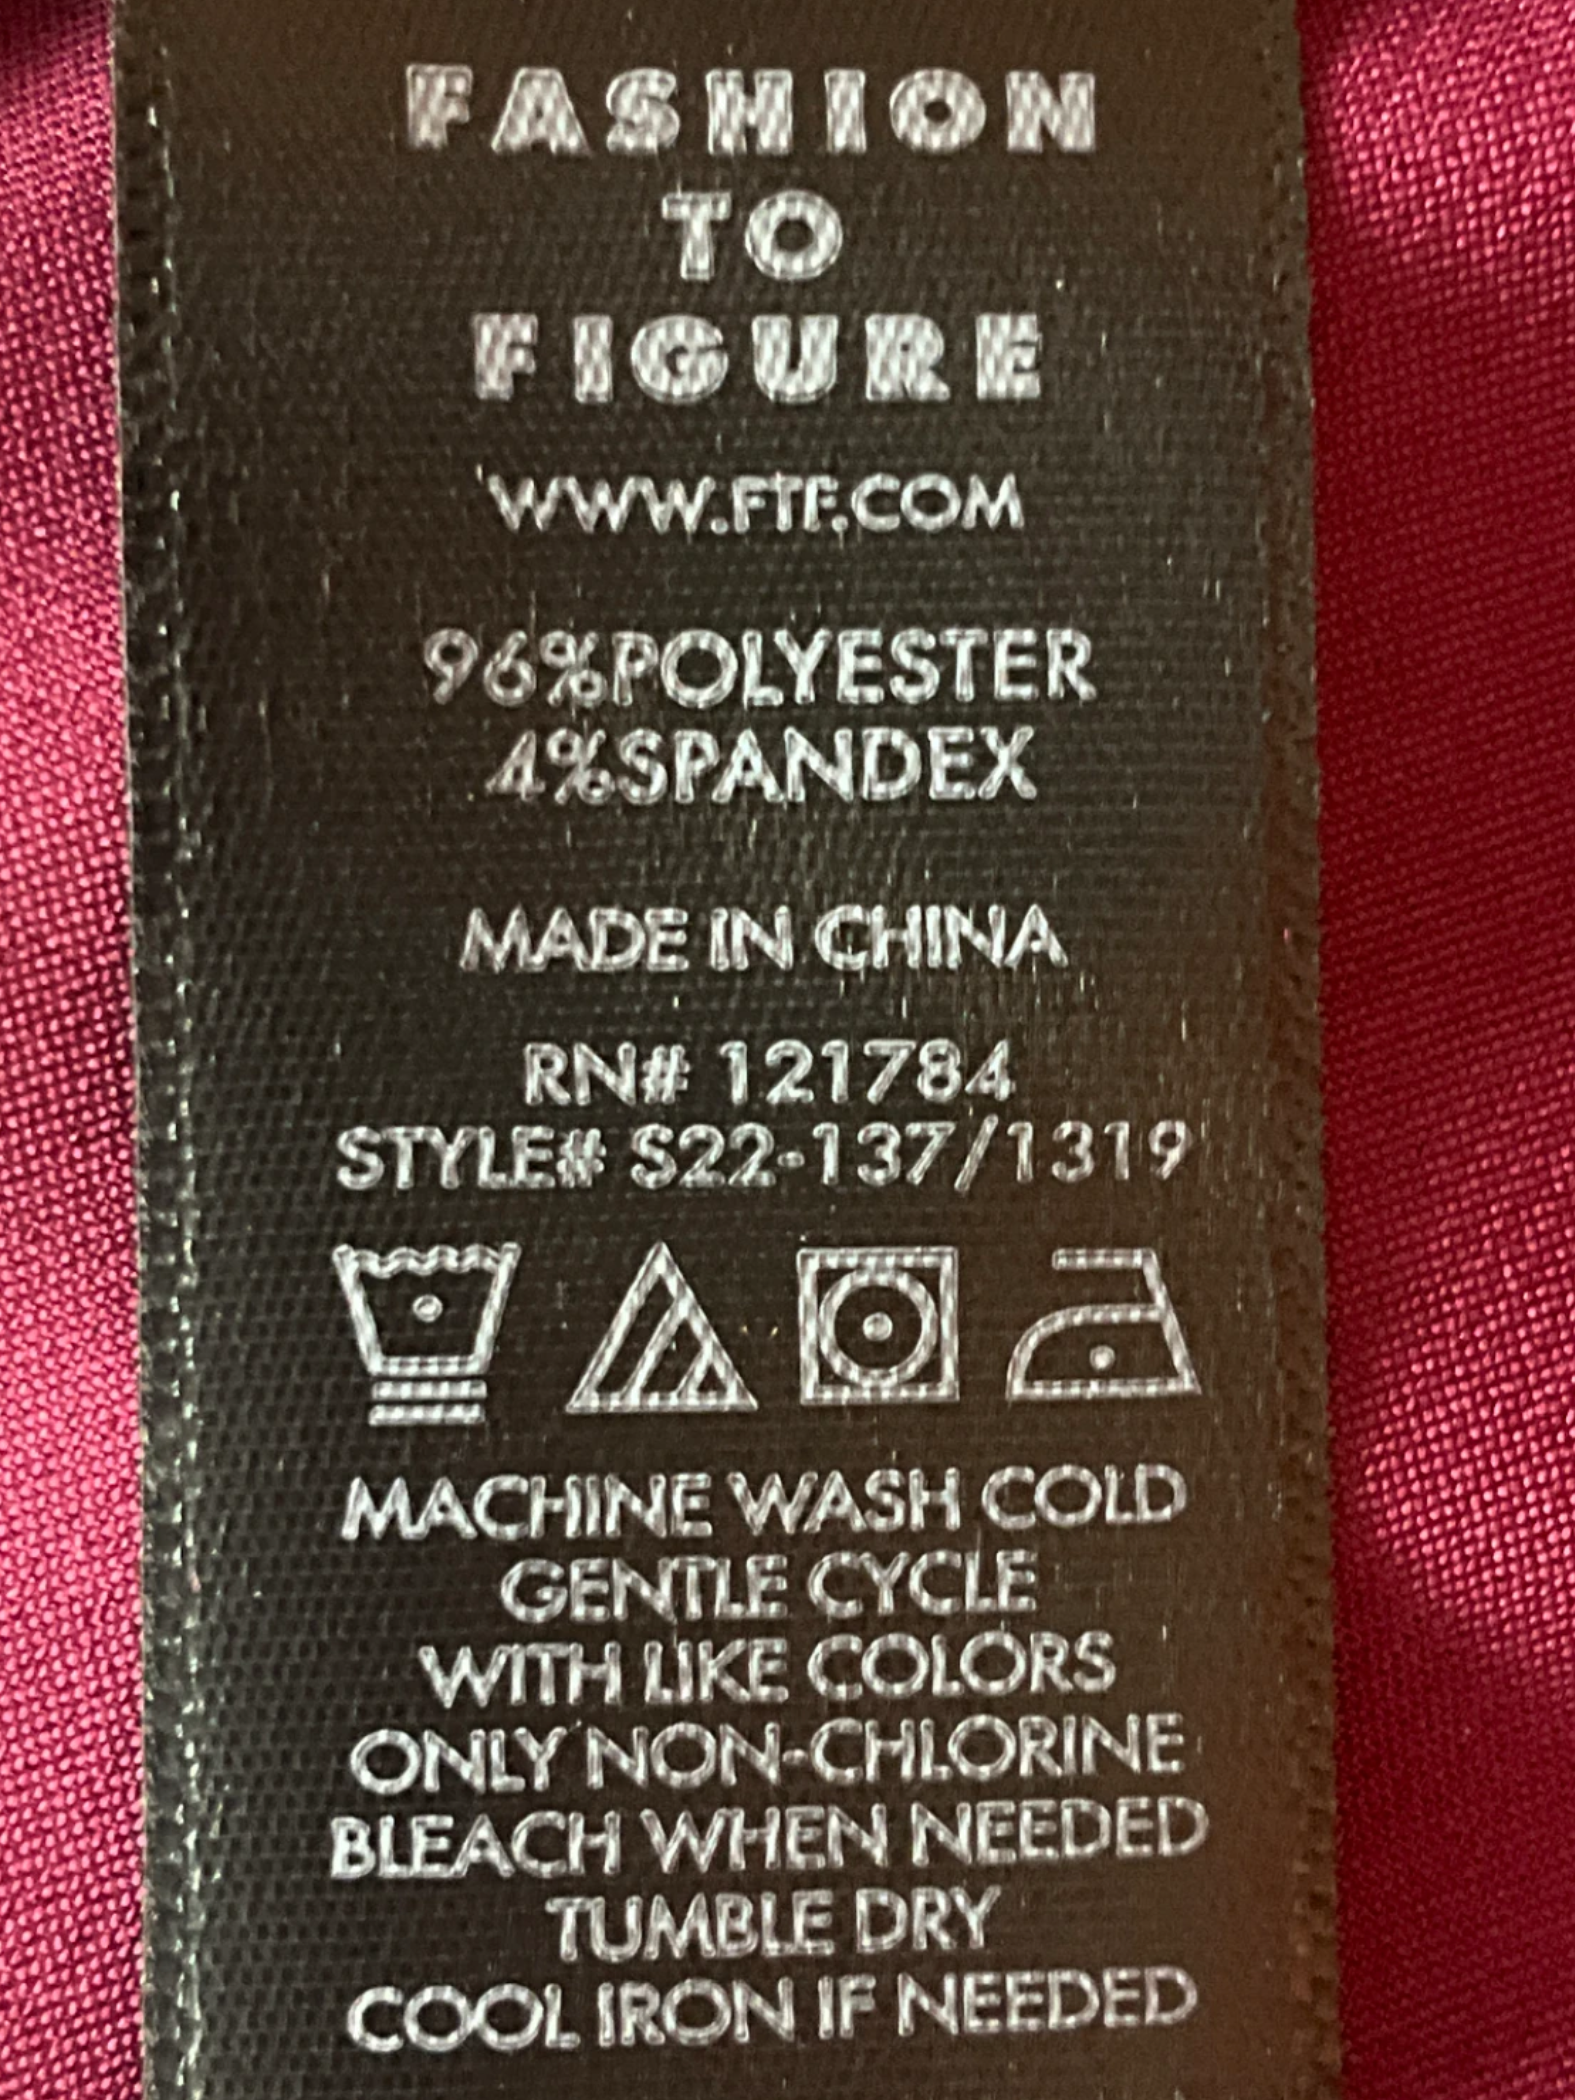 FASHION
TO
FIGURE
WWW.FTF.COM
96%POLYESTER
4%SPANDEX
MADE IN CHINA
RN# 121784
STYLE# S22-137/1319
MACHINE WASH COLD
GENTLE CYCLE
WITH LIKE COLORS
ONLY NON-CHLORINE
BLEACH WHEN NEEDED
TUMBLE DRY
COOL IRON IF NEEDED